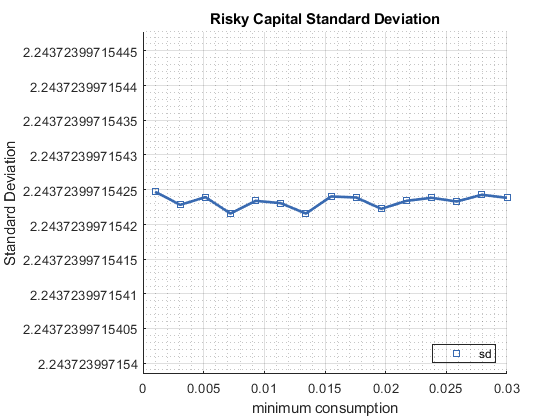 Risky Capital Standard Deviation
2.24372399715445
2.2437239971544
2.24372399715435
2.2437239971543
2.24372399715425
2.2437239971542
2.24372399715415
2.2437239971541
2.24372399715405
2.243723997154
Standard Deviation
sd
0 0.005 0.01 0.015 0.02 0.025 0.03
minimum consumption